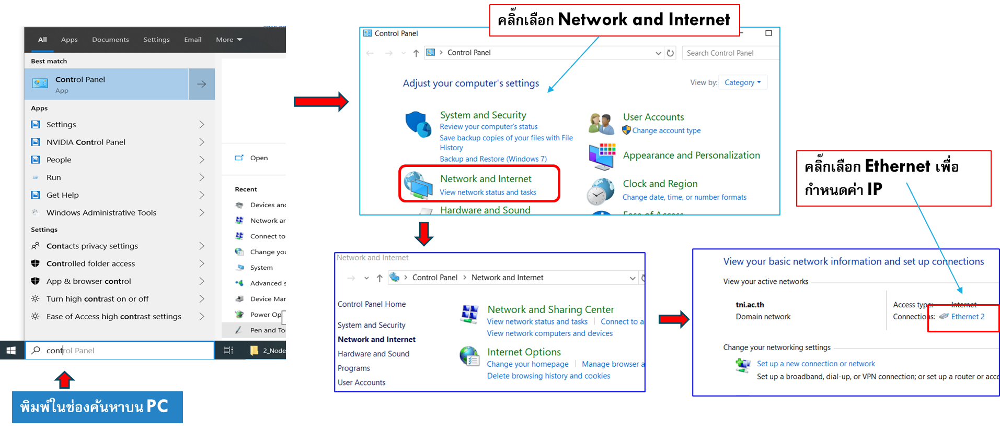 All Apps Documents Settings Email More
Best match
Control Panel
App
Apps
Settings
NVIDIA Control Panel
People
Run
Get Help
Windows Administrative Tools
Settings
Contacts privacy settings
Controlled folder access
App & browser control
Turn high contrast on or off
Ease of Access high contrast settings
control Panel
Open
Recent
Devices and
Network
Connect to
Change
System
Advanced
Device
Power
Pen and
2_Node
พิมพ์ในช่องค้นหาบน PC
คลิ๊กเลือก Network and Internet
Control Panel
Control Panel
Search Control Panel
Adjust your computer's settings
View by: Category
System and Security
Review your computer's status
Save backup copies of your files with File
History
Backup and Restore (Windows 7)
Network and Internet
View network status and tasks
Hardware and Sound
User Accounts
Change account type
Appearance and Personalization
Clock and Region
Change date, time, or number formats
Ease of Access
Network and Internet
Control Panel > Network and Internet
Control Panel Home
System and Security
Network and Internet
Hardware and Sound
Programs
User Accounts
Network and Sharing Center
View network status and tasks Connect to a
View network computers and devices
Internet Options
Change your homepage Manage browser
Delete browsing history and cookies
คลิ๊กเลือก Ethernet เพื่อ
กำหนดค่า IP
View your basic network information and set up connections
View your active networks
tni.ac.th
Domain network
Access type: Internet
Connections: Ethernet 2
Change your networking settings
Set up a new connection or network
Set up a broadband, dial-up, or VPN connection; or set up a router or acce